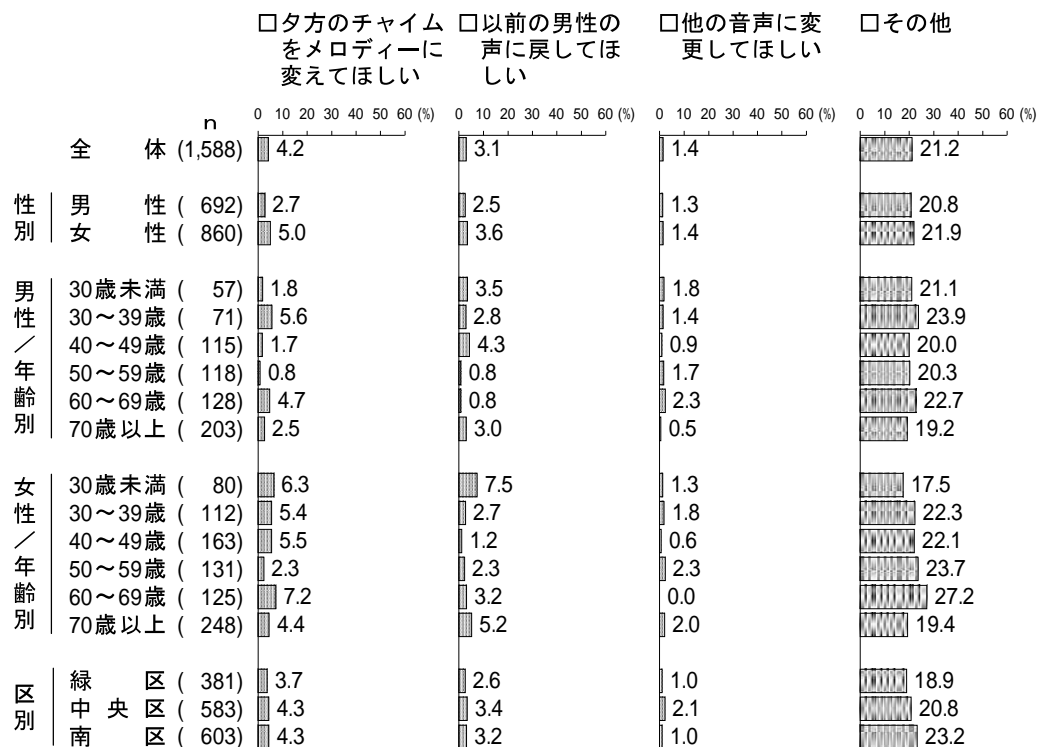 □夕方のチャイム □以前の男性の □他の音声に変 □その他
をメロディーに 声に戻してほ 更してほしい
変えてほしい しい
0 10 20 30 40 50 60 (%) 0 10 20 30 40 50 60 (%) 0 10 20 30 40 50 60 (%) 0 10 20 30 40 50 60 (%)
n
全 体 (1,588) 4.2 3.1 1.4 21.2
性別
男 性 ( 692) 2.7 2.5 1.3 20.8
女 性 ( 860) 5.0 3.6 1.4 21.9
男性／年齢別
30歳未満 ( 57) 1.8 3.5 1.8 21.1
30～39歳 ( 71) 5.6 2.8 1.4 23.9
40～49歳 ( 115) 1.7 4.3 0.9 20.0
50～59歳 ( 118) 0.8 0.8 1.7 20.3
60～69歳 ( 128) 4.7 0.8 2.3 22.7
70歳以上 ( 203) 2.5 3.0 0.5 19.2
女性／年齢別
30歳未満 ( 80) 6.3 7.5 1.3 17.5
30～39歳 ( 112) 5.4 2.7 1.8 22.3
40～49歳 ( 163) 5.5 1.2 0.6 22.1
50～59歳 ( 131) 2.3 2.3 2.3 23.7
60～69歳 ( 125) 7.2 3.2 0.0 27.2
70歳以上 ( 248) 4.4 5.2 2.0 19.4
区別
緑 区 ( 381) 3.7 2.6 1.0 18.9
中 央 区 ( 583) 4.3 3.4 2.1 20.8
南 区 ( 603) 4.3 3.2 1.0 23.2